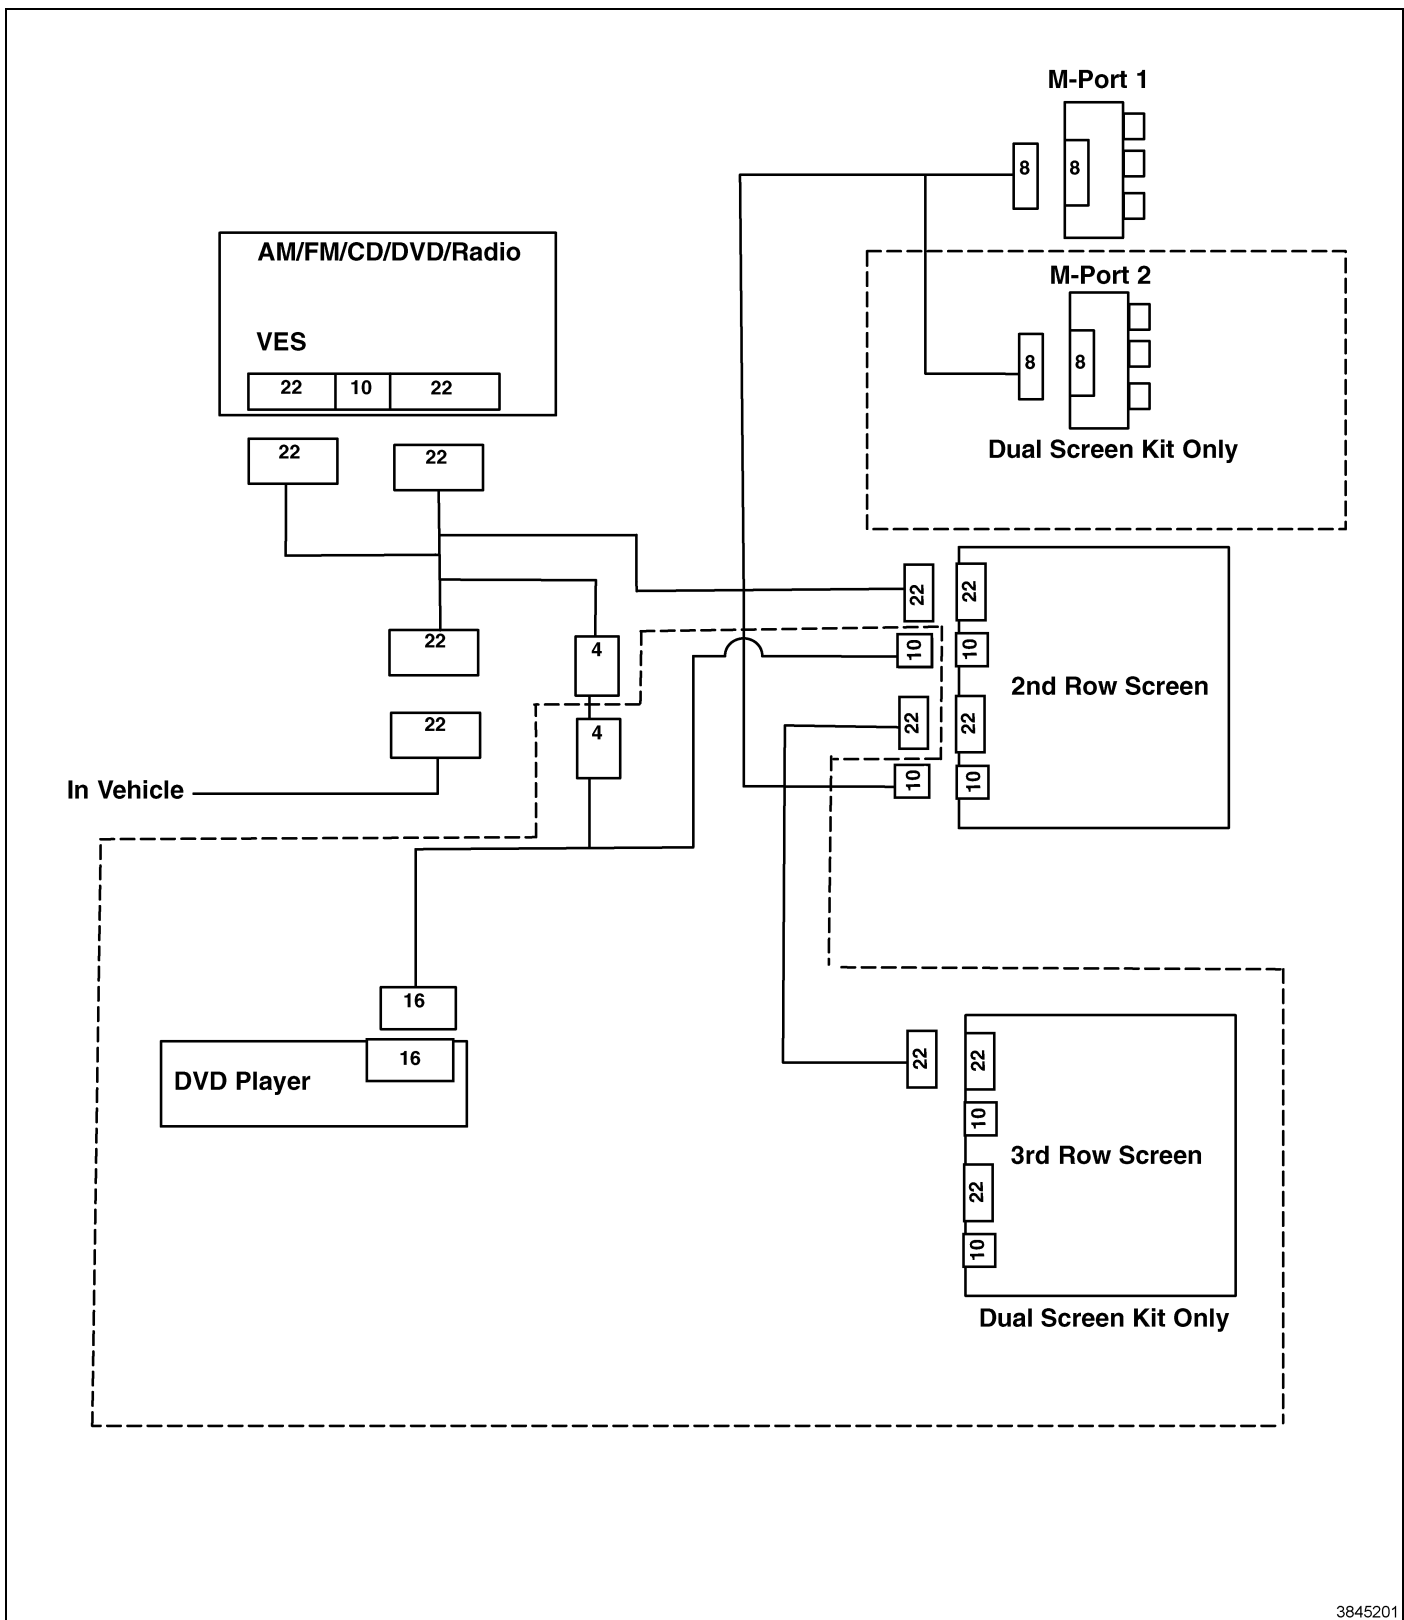 M-Port 1
8 8
AM/FM/CD/DVD/Radio
VES
22 10 22
M-Port 2
8 8
Dual Screen Kit Only
22 22
22
22
In Vehicle
4
4
22 22
10 10
2nd Row Screen
22 22
10 10
16
16
DVD Player
22 22
10
3rd Row Screen
22
10
Dual Screen Kit Only
3845201